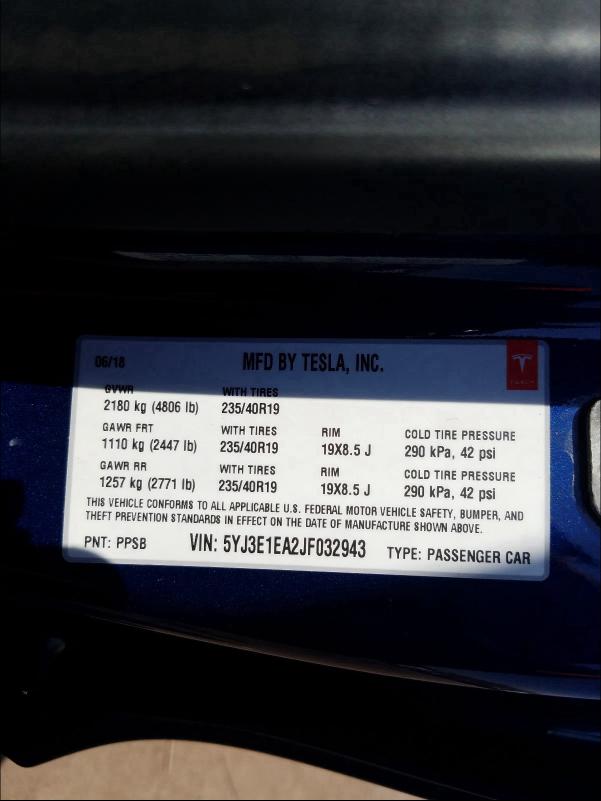 06/18 MFD BY TESLA, INC.
TESLA
GVWR WITH TIRES
2180 kg (4806 lb) 235/40R19
GAWR FRT WITH TIRES RIM COLD TIRE PRESSURE
1110 kg (2447 lb) 235/40R19 19X8.5 J 290 kPa, 42 psi
GAWR RR WITH TIRES RIM COLD TIRE PRESSURE
1257 kg (2771 lb) 235/40R19 19X8.5 J 290 kPa, 42 psi
THIS VEHICLE CONFORMS TO ALL APPLICABLE U.S. FEDERAL MOTOR VEHICLE SAFETY, BUMPER, AND
THEFT PREVENTION STANDARDS IN EFFECT ON THE DATE OF MANUFACTURE SHOWN ABOVE.
PNT: PPSB VIN: 5YJ3E1EA2JF032943 TYPE: PASSENGER CAR